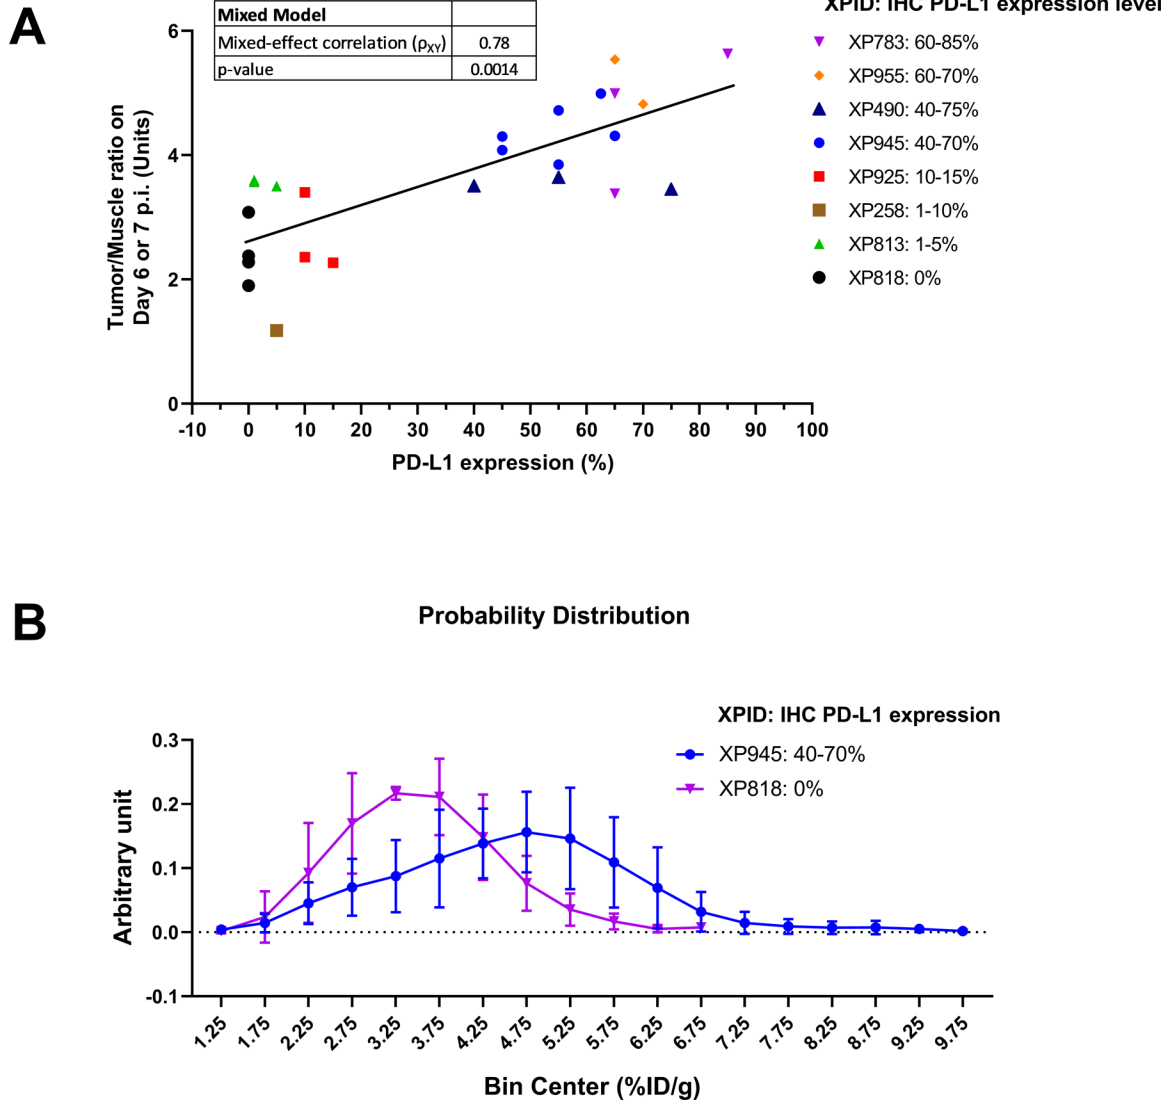 A
Mixed Model
Mixed-effect correlation (ρXY) 0.78
p-value 0.0014
XPID: IHC PD-L1 expression level
XP783: 60-85%
XP955: 60-70%
XP490: 40-75%
XP945: 40-70%
XP925: 10-15%
XP258: 1-10%
XP813: 1-5%
XP818: 0%
Tumor/Muscle ratio on
Day 6 or 7 p.i. (Units)
6
4
2
0
-10 0 10 20 30 40 50 60 70 80 90 100
PD-L1 expression (%)
B
Probability Distribution
XPID: IHC PD-L1 expression
XP945: 40-70%
XP818: 0%
Arbitrary unit
0.3
0.2
0.1
0.0
-0.1
1.25 1.75 2.25 2.75 3.25 3.75 4.25 4.75 5.25 5.75 6.25 6.75 7.25 7.75 8.25 8.75 9.25 9.75
Bin Center (%ID/g)